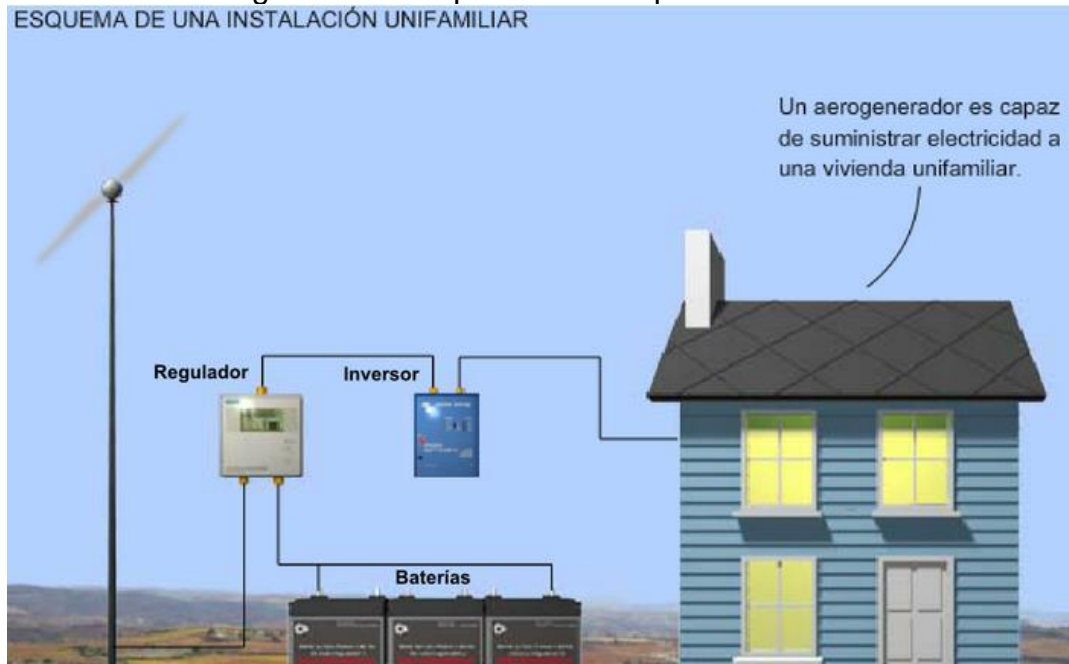 ESQUEMA DE UNA INSTALACIÓN UNIFAMILIAR
Un aerogenerador es capaz
de suministrar electricidad a
una vivienda unifamiliar.
Regulador
Inversor
Baterías